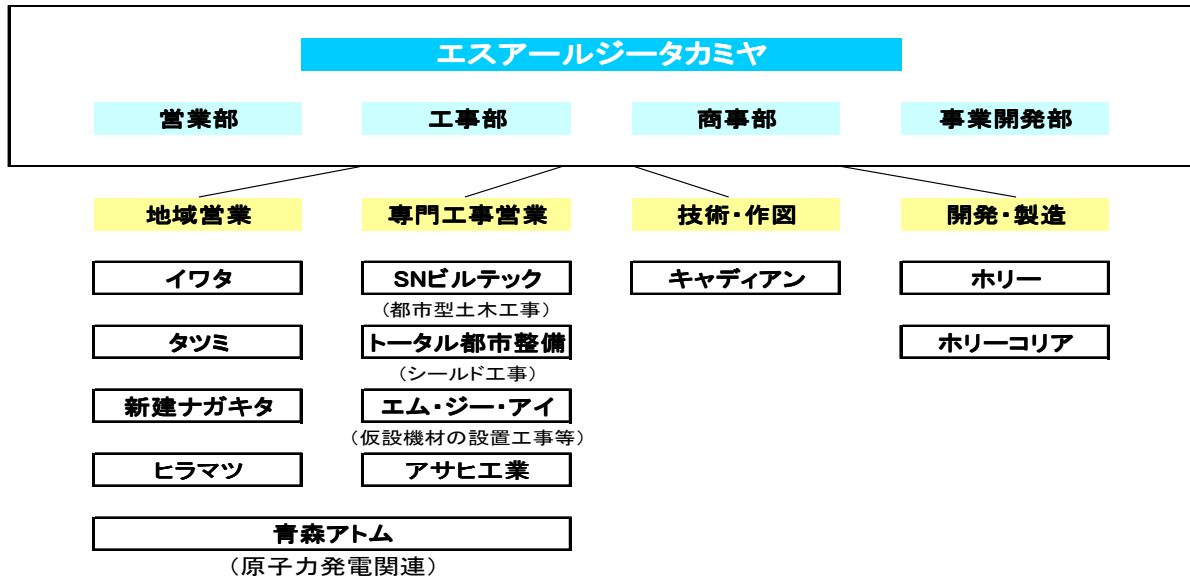 エスアールジータカミヤ
営業部 工事部 商事部 事業開発部
地域営業 専門工事営業 技術・作図 開発・製造
イワタ SNビルテック キャディアン ホリー
（都市型土木工事）
タツミ トータル都市整備 ホリーコリア
（シールド工事）
新建ナガキタ エム・ジー・アイ
（仮設機材の設置工事等）
ヒラマツ アサヒ工業
青森アトム
（原子力発電関連）